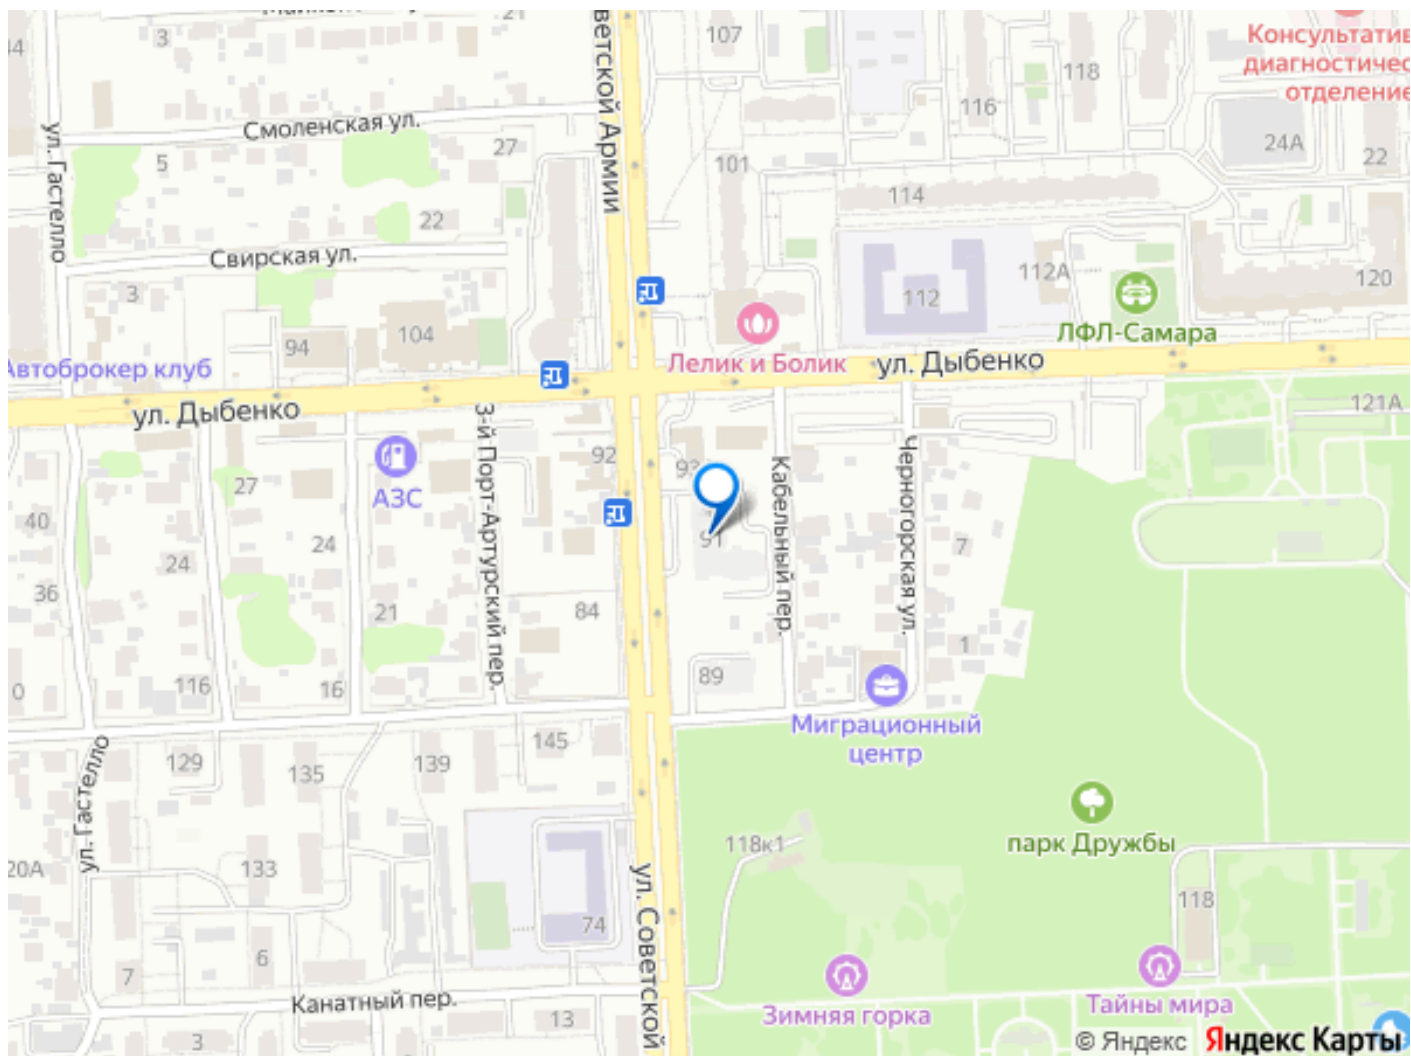 21
3
107
Консультатив
диагностичес
отделение
118
116
ветской Армии
Смоленская ул.
27
24А
22
5
101
ул. Гастелло
114
22
Свирская ул.
112А
120
3
112
104
94
ЛФЛ-Самара
Лелик и Болик
ул. Дыбенко
Автоброкер клуб
ул. Дыбенко
121А
3-й Порт-Артурский пер.
92
93
Кабельный пер.
Черногорская ул.
АЗС
27
40
91
7
24
24
36
21
84
1
116
16
89
0
Миграционный
центр
145
129
135
139
ул. Гастелло
парк Дружбы
118к1
20А
133
ул. Советской
118
74
6
7
Канатный пер.
Зимняя горка
Тайны мира
13
3
© Яндекс
Яндекс Карты